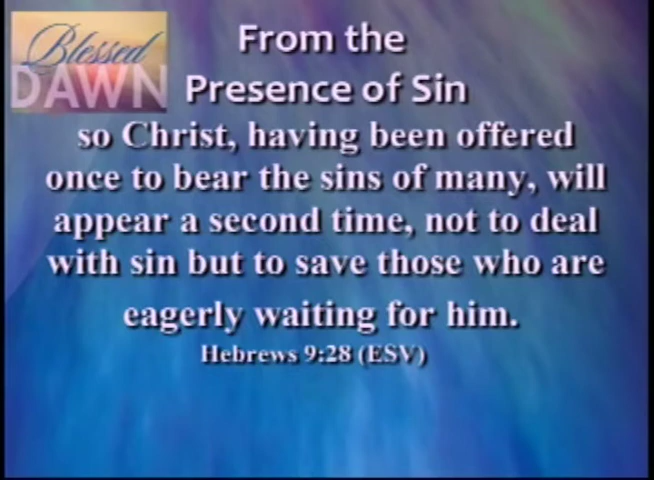 Blessed
DAWN
From the
Presence of Sin
so Christ, having been offered
once to bear the sins of many, will
appear a second time, not to deal
with sin but to save those who are
eagerly waiting for him.
Hebrews 9:28 (ESV)